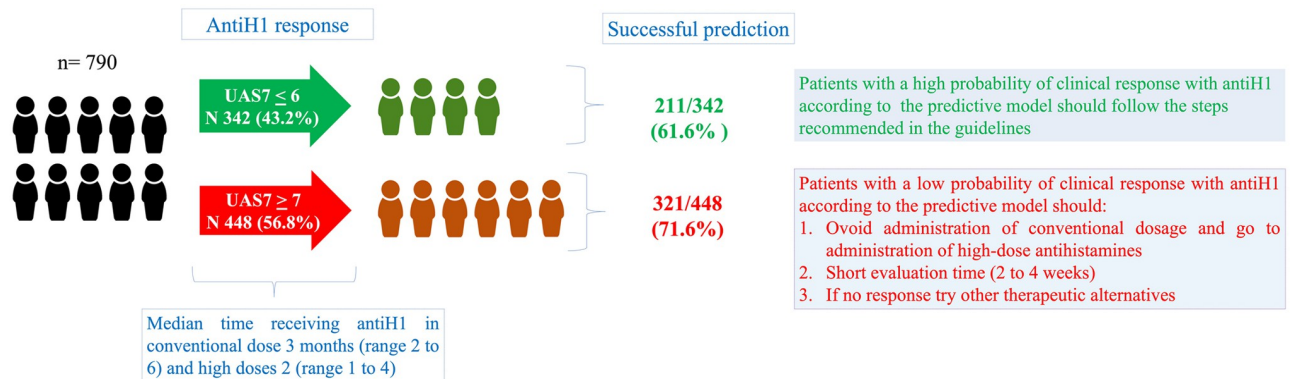 AntiH1 response
Successful prediction
n= 790
UAS7 ≤ 6
N 342 (43.2%)
211/342
(61.6% )
Patients with a high probability of clinical response with antiH1
according to the predictive model should follow the steps
recommended in the guidelines
UAS7 ≥ 7
N 448 (56.8%)
321/448
(71.6%)
Patients with a low probability of clinical response with antiH1
according to the predictive model should:
1. Ovoid administration of conventional dosage and go to
administration of high-dose antihistamines
2. Short evaluation time (2 to 4 weeks)
3. If no response try other therapeutic alternatives
Median time receiving antiH1 in
conventional dose 3 months (range 2 to
6) and high doses 2 (range 1 to 4)